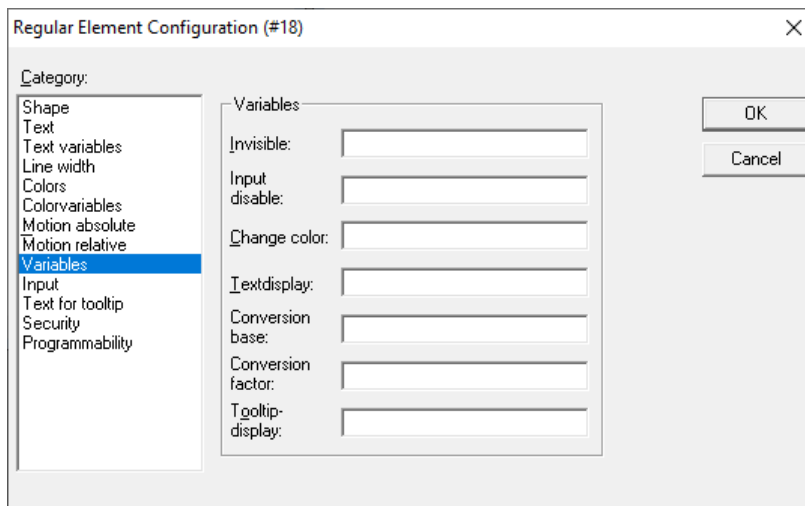 Regular Element Configuration (#18)
Category:
Shape
Text
Text variables
Line width
Colors
Colorvariables
Motion absolute
Motion relative
Variables
Input
Text for tooltip
Security
Programmability
Variables
Invisible:
Input
disable:
Change color:
Textdisplay:
Conversion
base:
Conversion
factor:
Tooltip-
display:
OK
Cancel